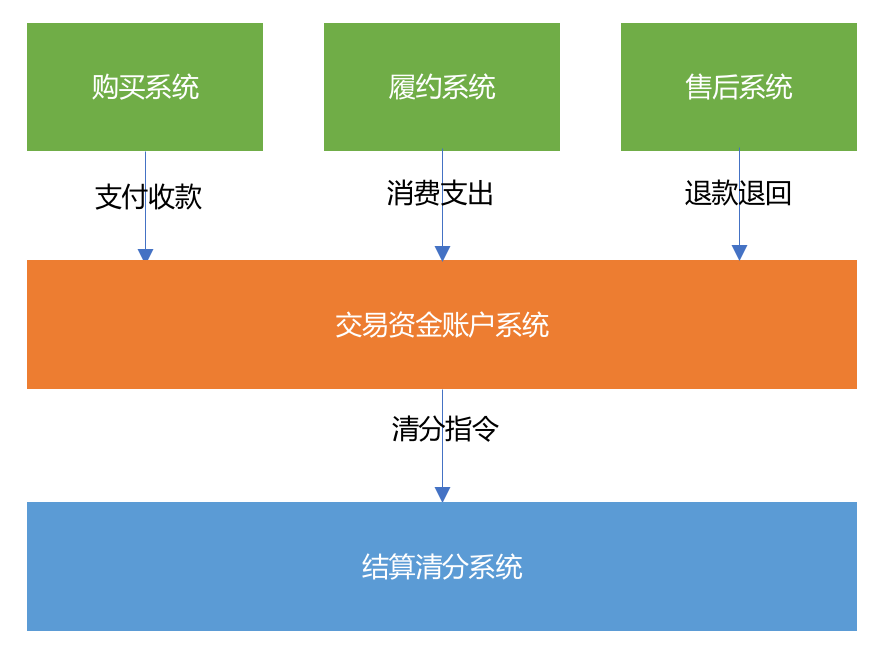 购买系统
履约系统
售后系统
支付收款
消费支出
退款退回
交易资金账户系统
清分指令
结算清分系统